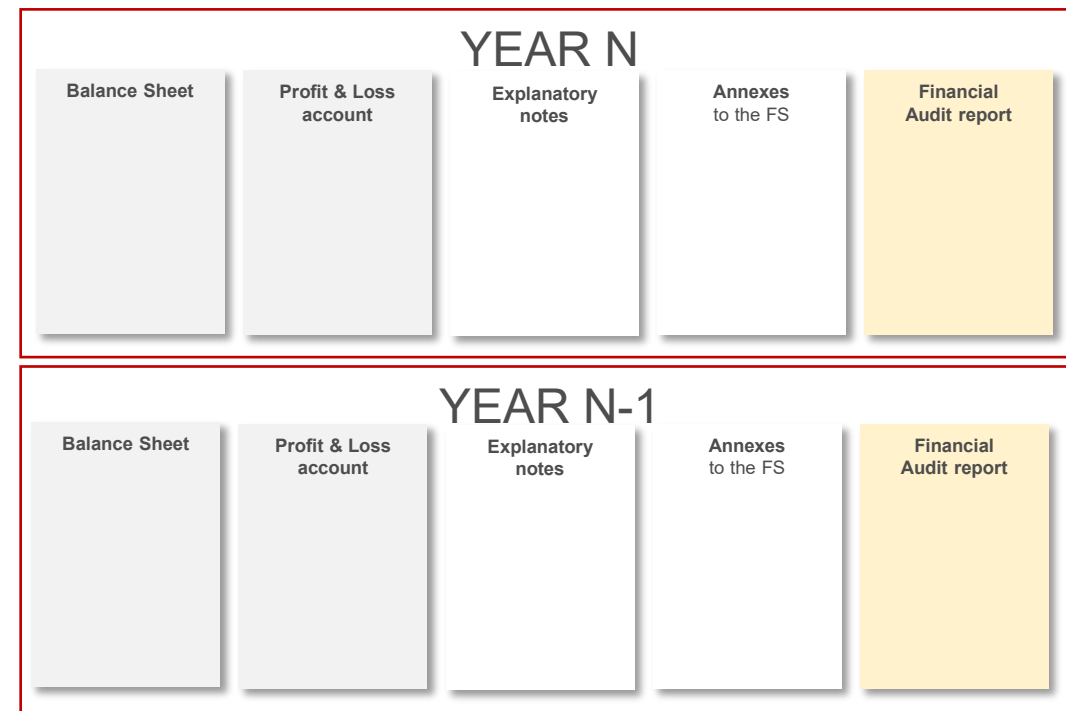 YEAR N
Balance Sheet
Profit & Loss
account
Explanatory
notes
Annexes
to the FS
Financial
Audit report
YEAR N-1
Balance Sheet
Profit & Loss
account
Explanatory
notes
Annexes
to the FS
Financial
Audit report